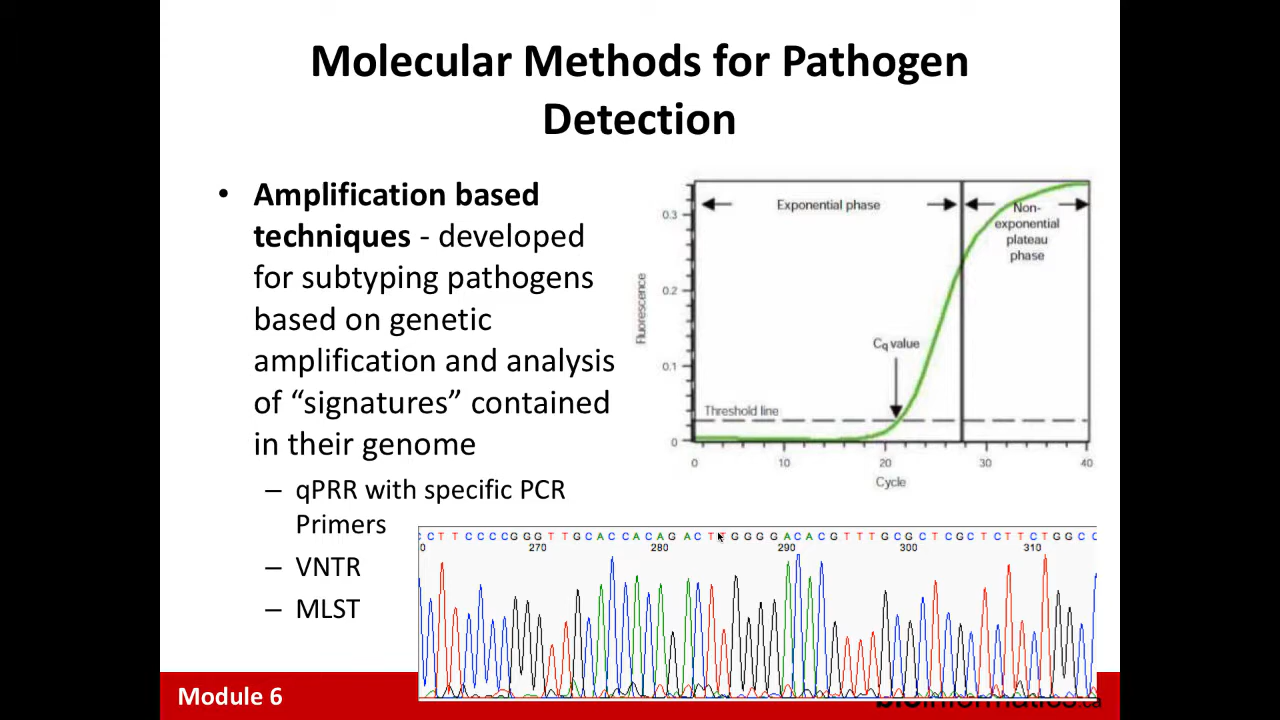 Molecular Methods for Pathogen
Detection
• Amplification based
techniques - developed
for subtyping pathogens
based on genetic
amplification and analysis
of “signatures” contained
in their genome
– qPRR with specific PCR
Primers
– VNTR
– MLST
Exponential phase
Non-
exponential
plateau
phase
Fluorescence
0.3
0.2
0.1
0
Cq value
Threshold line
0 10 20 30 40
Cycle
C C T T C C C C G G G T T G C A C C A C A G A C T T G G G G A C A C G T T T G C G C T C G C T C T T C T G G C C
0 270 280 290 300 310
Module 6
bioinformatics.ca